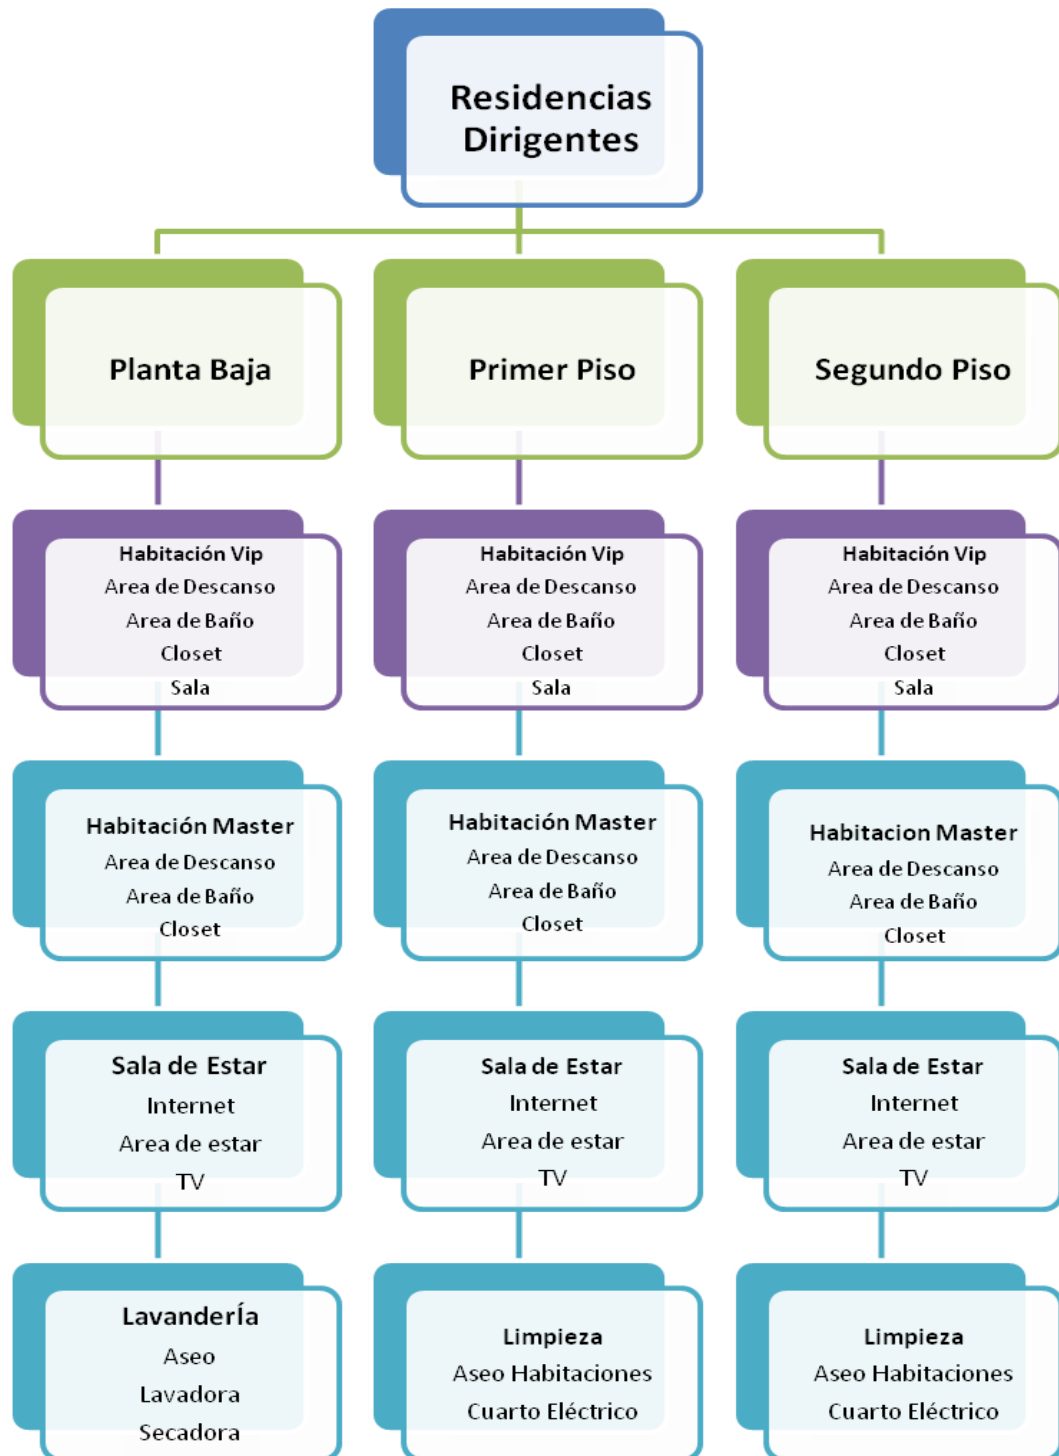 Residencias
Dirigentes
Planta Baja
Primer Piso
Segundo Piso
Habitación Vip
Area de Descanso
Area de Baño
Closet
Sala
Habitación Vip
Area de Descanso
Area de Baño
Closet
Sala
Habitación Vip
Area de Descanso
Area de Baño
Closet
Sala
Habitación Master
Area de Descanso
Area de Baño
Closet
Habitación Master
Area de Descanso
Area de Baño
Closet
Habitacion Master
Area de Descanso
Area de Baño
Closet
Sala de Estar
Internet
Area de estar
TV
Sala de Estar
Internet
Area de estar
TV
Sala de Estar
Internet
Area de estar
TV
LavanderÍa
Aseo
Lavadora
Secadora
Limpieza
Aseo Habitaciones
Cuarto Eléctrico
Limpieza
Aseo Habitaciones
Cuarto Eléctrico